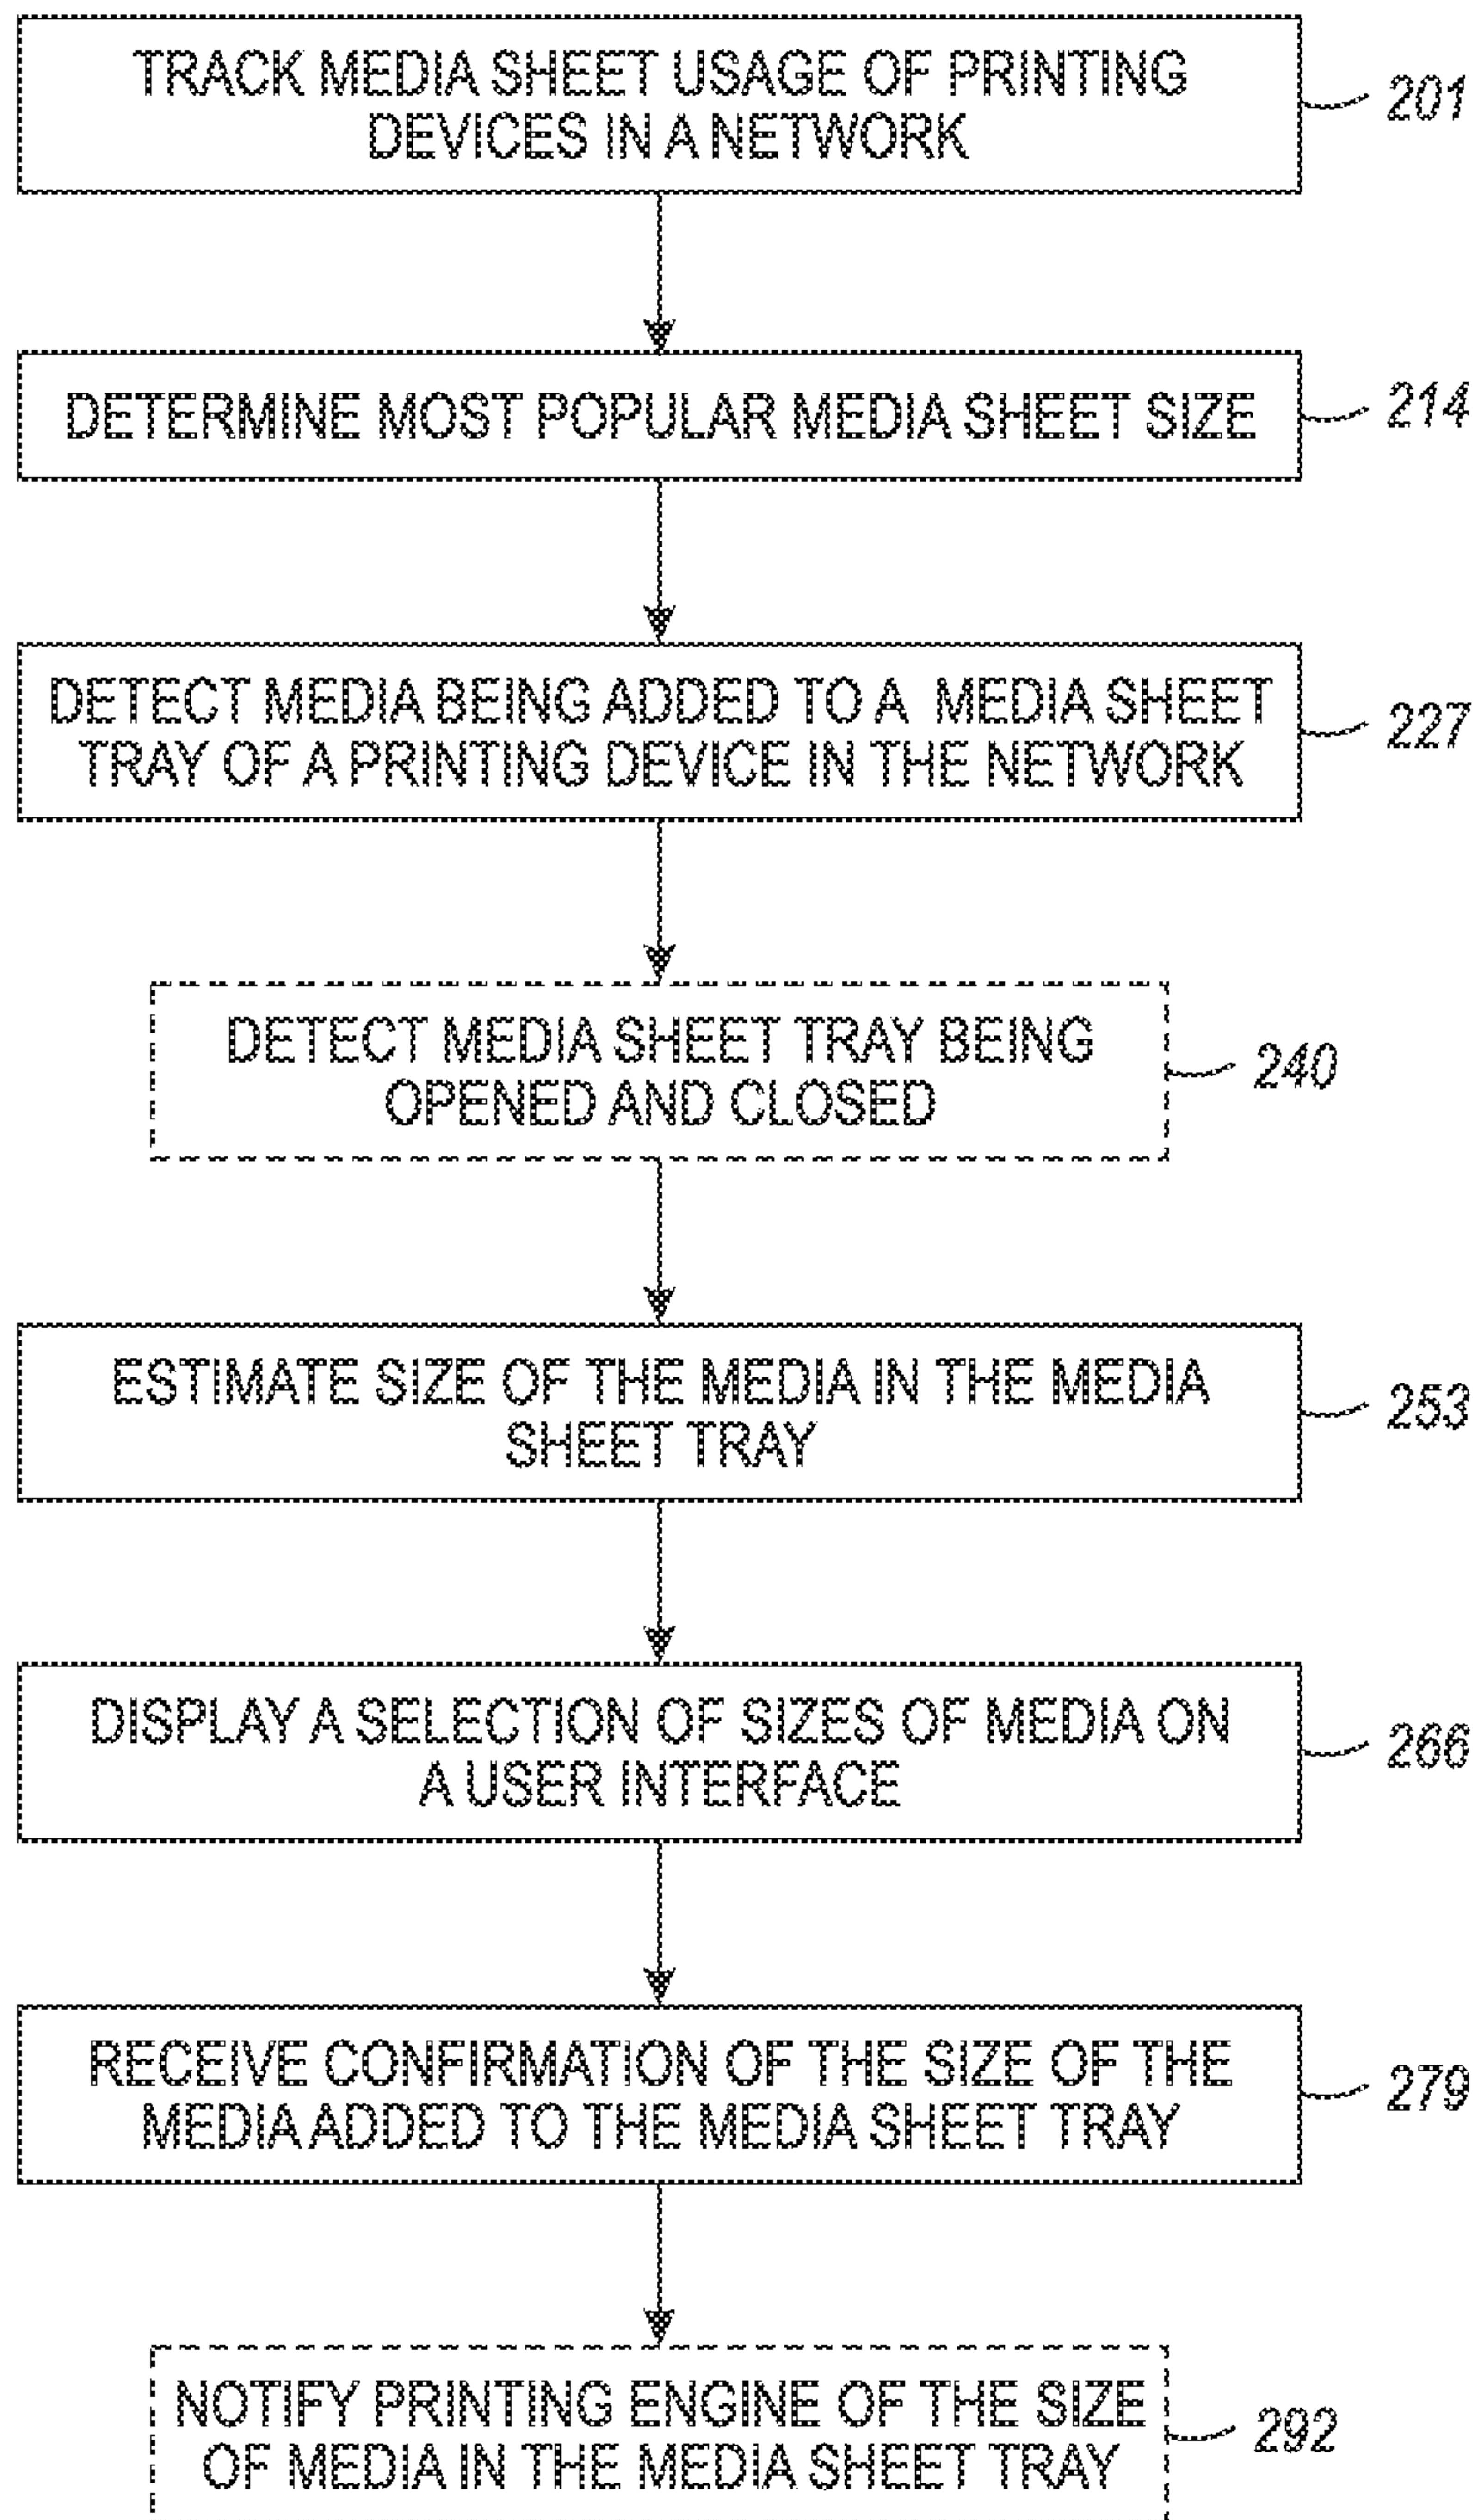 TRACK MEDIA SHEET USAGE OF PRINTING
DEVICES IN A NETWORK
201
DETERMINE MOST POPULAR MEDIA SHEET SIZE
214
DETECT MEDIA BEING ADDED TO A MEDIA SHEET
TRAY OF A PRINTING DEVICE IN THE NETWORK
227
DETECT MEDIA SHEET TRAY BEING
OPENED AND CLOSED
240
ESTIMATE SIZE OF THE MEDIA IN THE MEDIA
SHEET TRAY
253
DISPLAY A SELECTION OF SIZES OF MEDIA ON
A USER INTERFACE
266
RECEIVE CONFIRMATION OF THE SIZE OF THE
MEDIA ADDED TO THE MEDIA SHEET TRAY
279
NOTIFY PRINTING ENGINE OF THE SIZE
OF MEDIA IN THE MEDIA SHEET TRAY
292